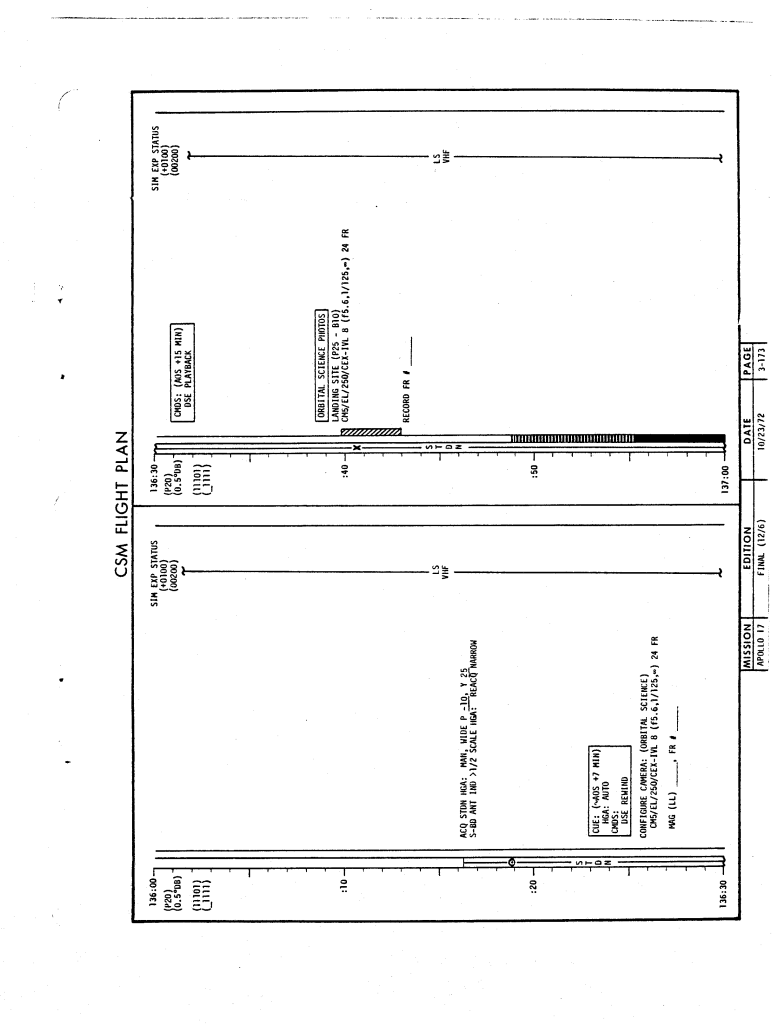 CSM FLIGHT PLAN
136:00
(P20)
(0.5°DB)
(11101)
(_1111)
:10
:20
136:30
S
T
D
N
SIM EXP STATUS
(+0100)
(00200)
LS
VHF
ACQ STDN HGA: MAN, WIDE P -10, Y 25
S-BD ANT IND >1/2 SCALE HGA: REACQ NARROW
CUE: (~AOS +7 MIN)
HGA: AUTO
CMDS:
DSE REWIND
CONFIGURE CAMERA: (ORBITAL SCIENCE)
CM5/EL/250/CEX-IVL 8 (f5.6,1/125,∞) 24 FR
MAG (LL) ____, FR # ____
136:30
(P20)
(0.5°DB)
(11101)
(_1111)
:40
:50
137:00
X
S
T
D
N
SIM EXP STATUS
(+0100)
(00200)
LS
VHF
CMDS: (AOS +15 MIN)
DSE PLAYBACK
ORBITAL SCIENCE PHOTOS
LANDING SITE (P25 - B10)
CM5/EL/250/CEX-IVL 8 (f5.6,1/125,∞) 24 FR
RECORD FR # ____
MISSION EDITION DATE PAGE
APOLLO 17 FINAL (12/6) 10/23/72 3-173